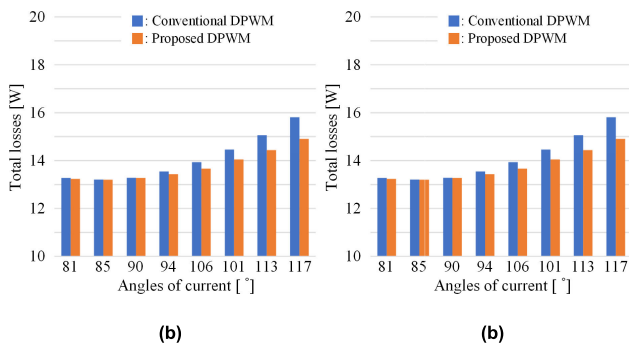 20
18
16
14
12
10
Total losses [W]
: Conventional DPWM
: Proposed DPWM
81 85 90 94 106 101 113 117
Angles of current [ °]
(b)
20
18
16
14
12
10
Total losses [W]
: Conventional DPWM
: Proposed DPWM
81 85 90 94 106 101 113 117
Angles of current [ °]
(b)